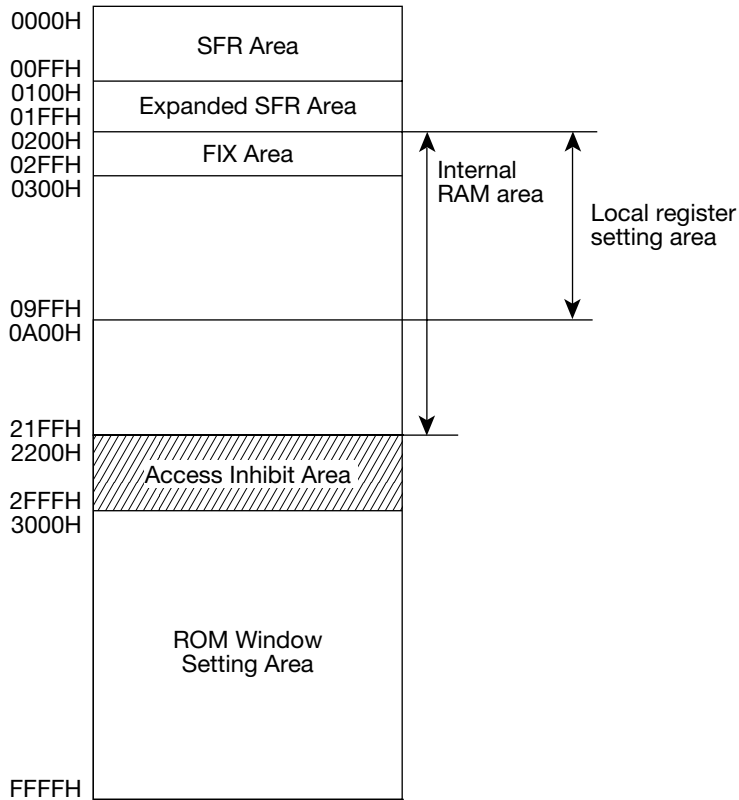 0000H
SFR Area
00FFH
0100H
Expanded SFR Area
01FFH
0200H
FIX Area
02FFH
0300H
Internal
RAM area
Local register
setting area
09FFH
0A00H
21FFH
2200H
Access Inhibit Area
2FFFH
3000H
ROM Window
Setting Area
FFFFH